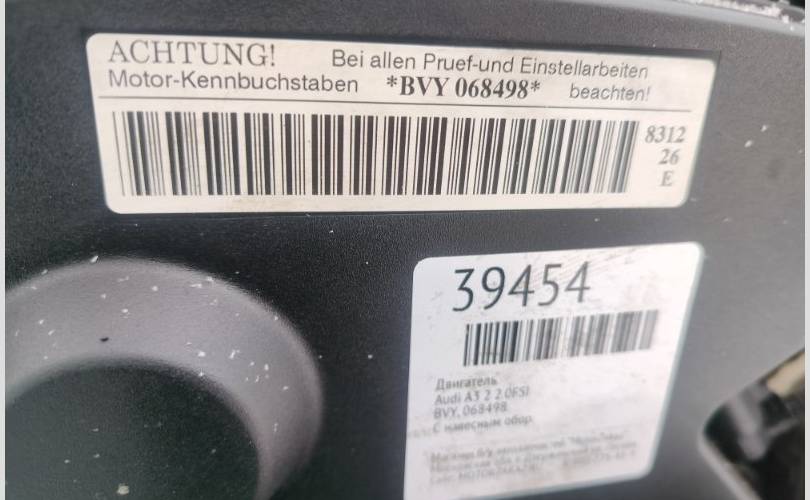 ACHTUNG! Bei allen Pruef-und Einstellarbeiten
Motor-Kennbuchstaben *BVY 068498* beachten!
8312
26
E
39454
Двигатель
Audi A3 2 2.0FSI
BVY, 068498
С навесным обор.